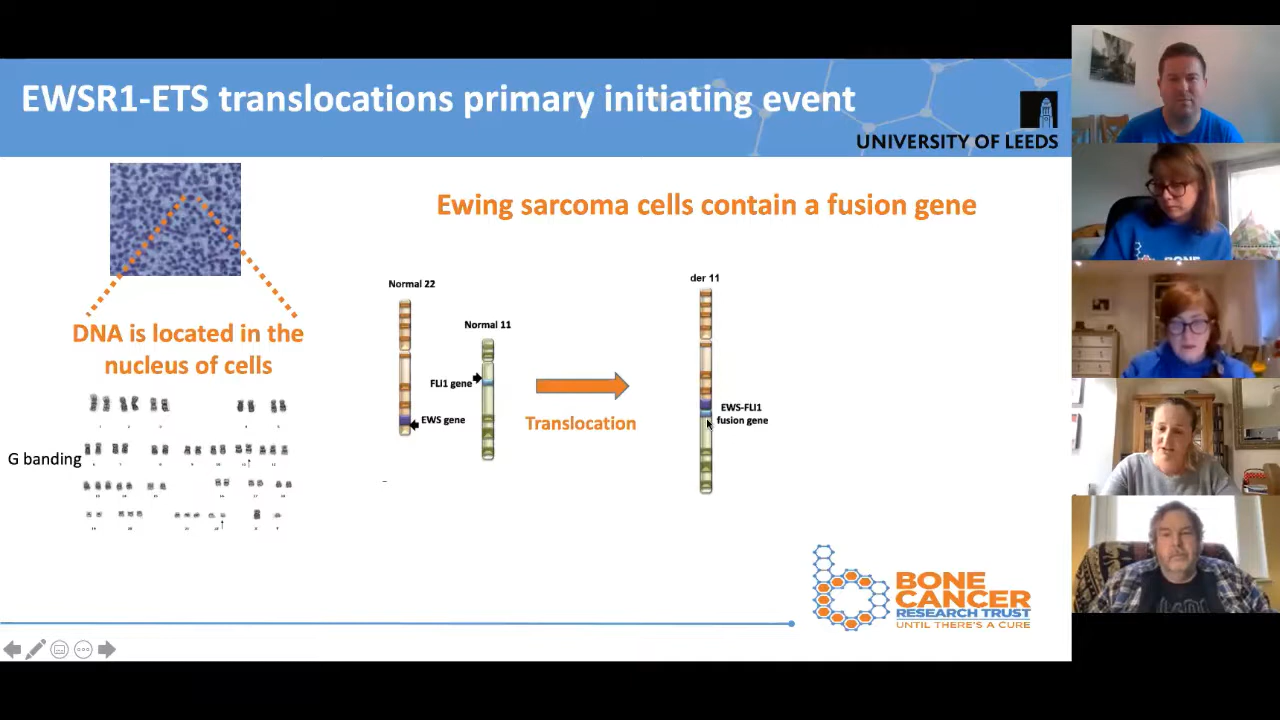 EWSR1-ETS translocations primary initiating event
UNIVERSITY OF LEEDS
Ewing sarcoma cells contain a fusion gene
DNA is located in the
nucleus of cells
G banding
Normal 22
Normal 11
FLI1 gene
EWS gene
Translocation
der 11
EWS-FLI1
fusion gene
BONE
CANCER
RESEARCH TRUST
UNTIL THERE'S A CURE
BONE